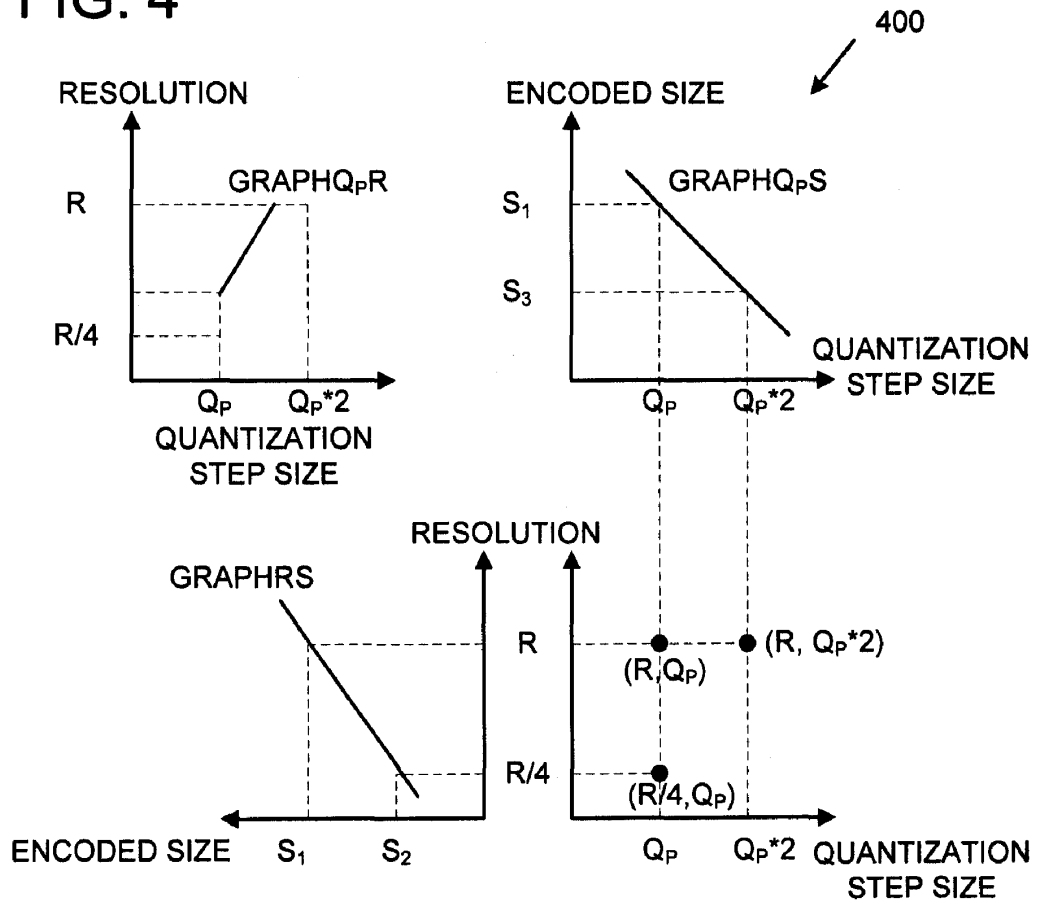 FIG. 4
400
RESOLUTION
GRAPHQPR
R
R/4
QP
QP*2
QUANTIZATION
STEP SIZE
ENCODED SIZE
GRAPHQPS
S1
S3
QUANTIZATION
STEP SIZE
QP
QP*2
RESOLUTION
GRAPHRS
R
R/4
ENCODED SIZE
S1
S2
(R,QP)
(R, QP*2)
(R/4,QP)
QP
QP*2
QUANTIZATION
STEP SIZE